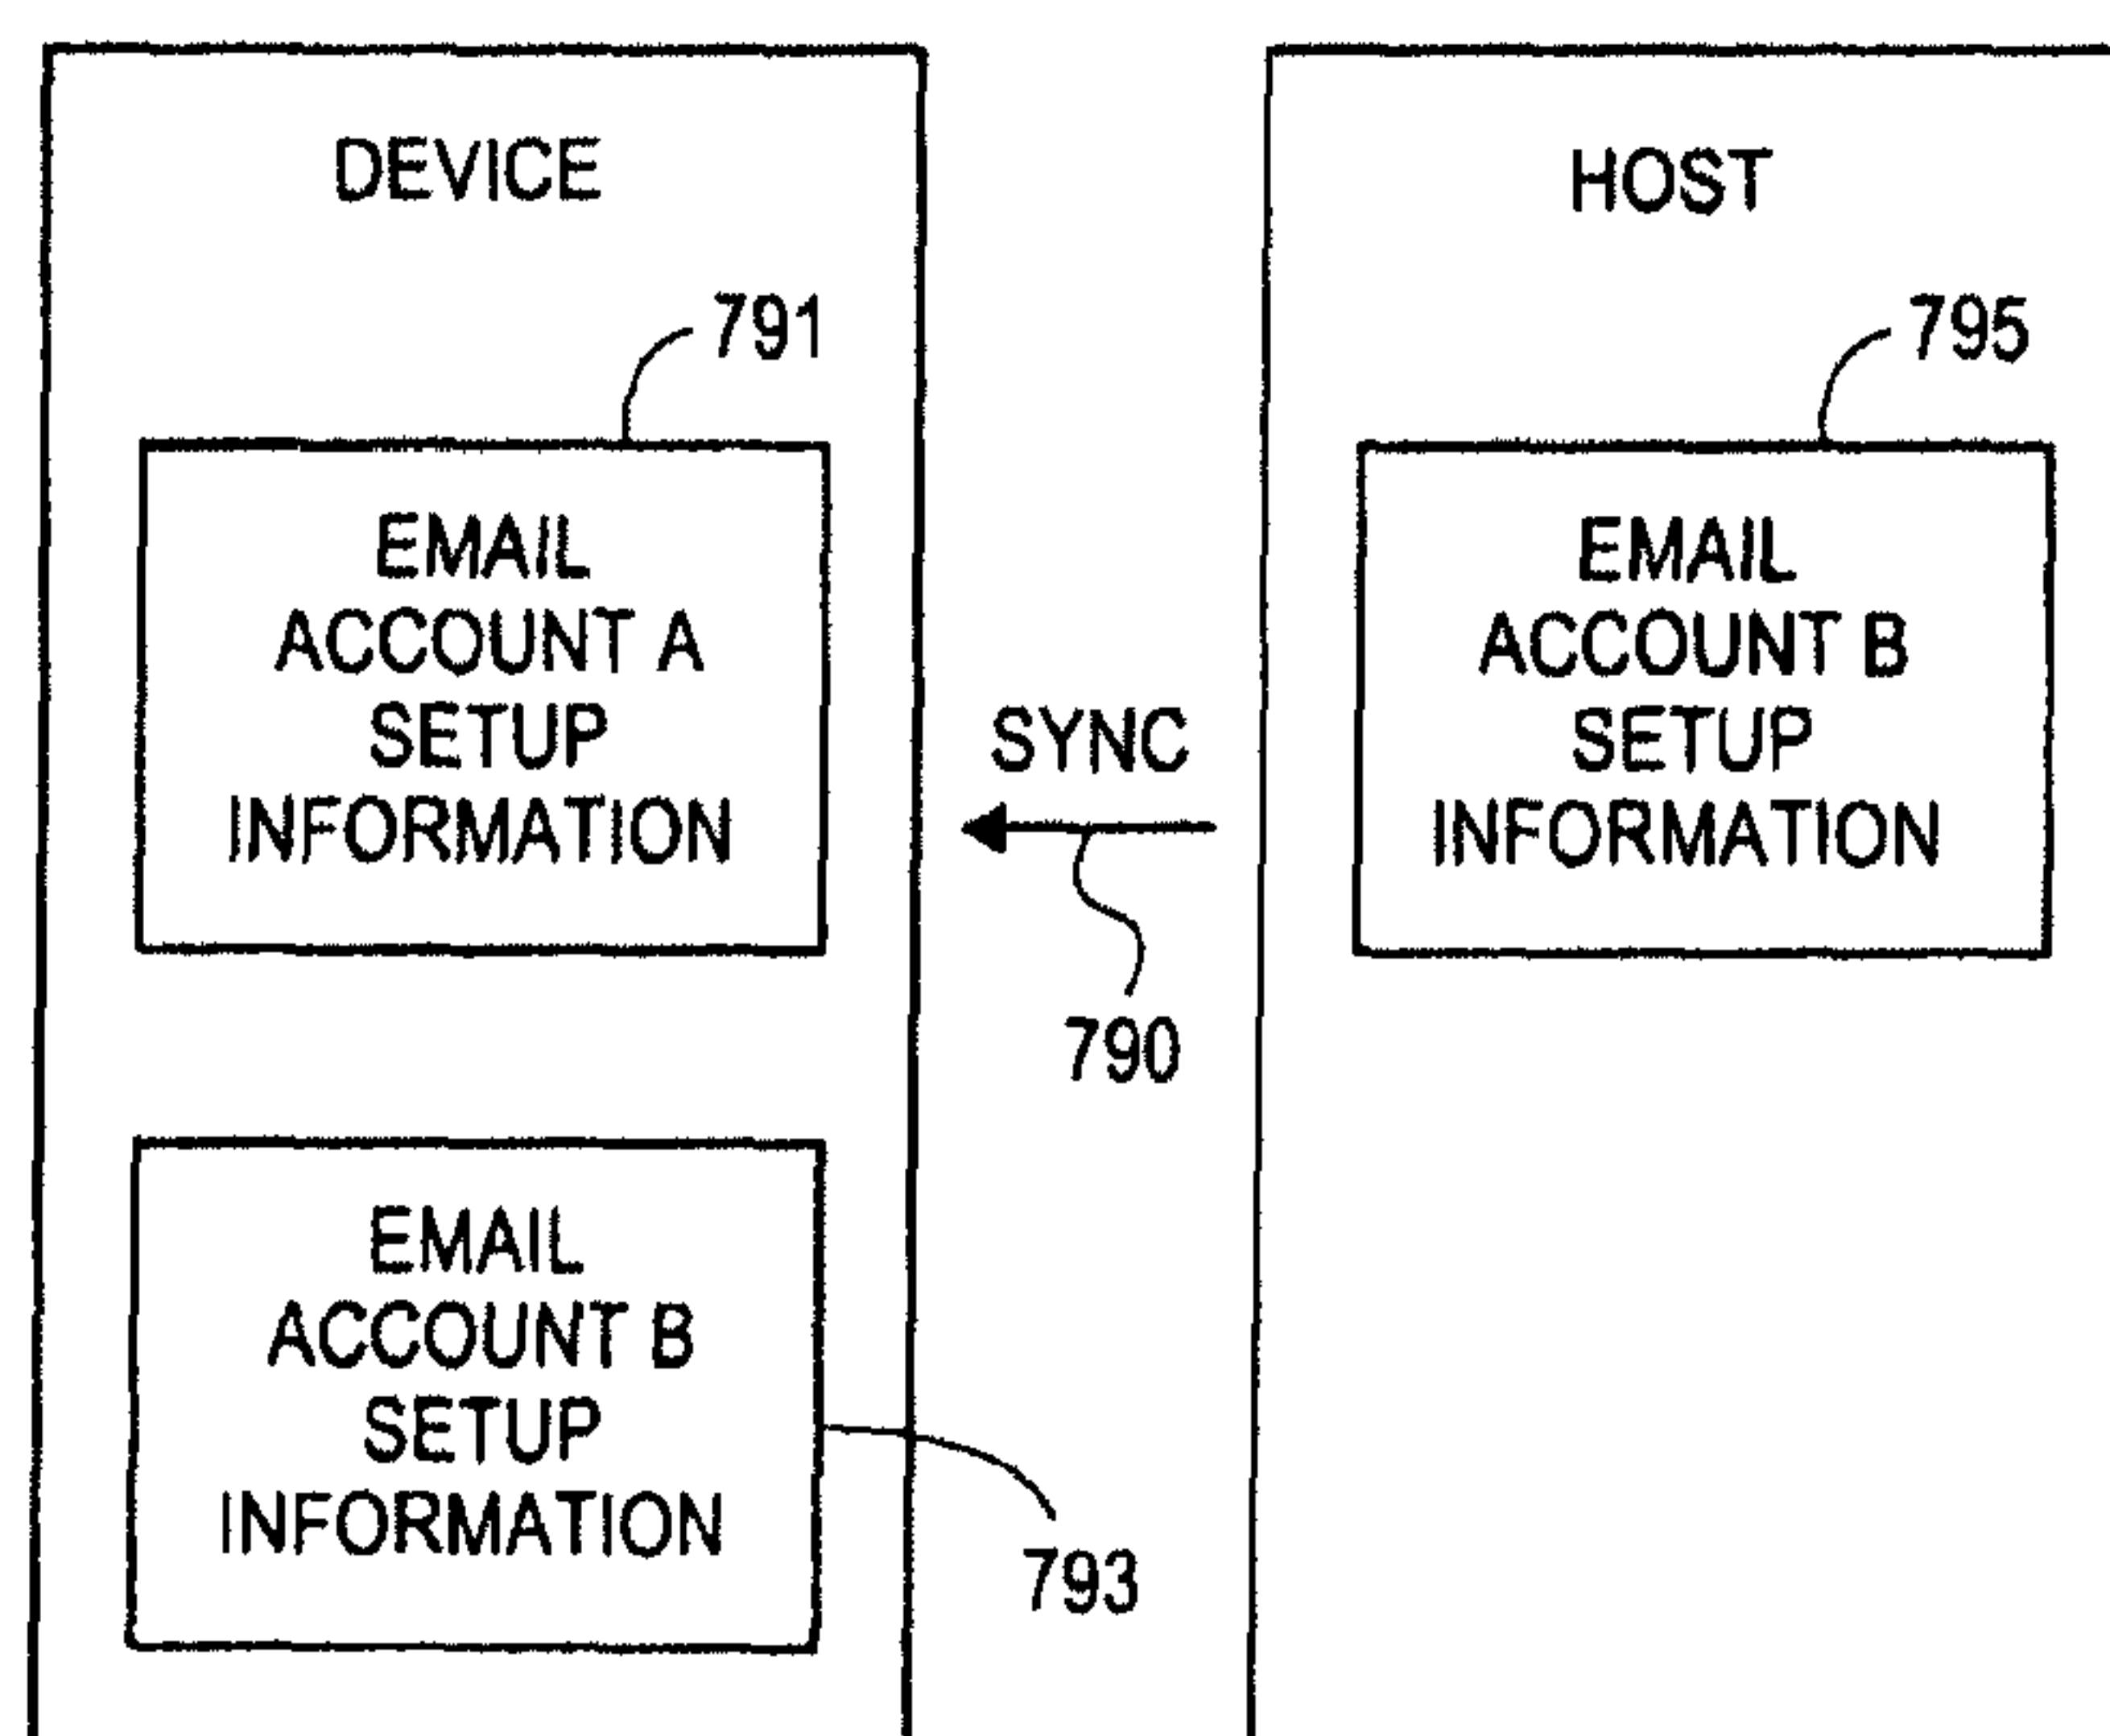 DEVICE
791
EMAIL
ACCOUNT A
SETUP
INFORMATION
SYNC
790
EMAIL
ACCOUNT B
SETUP
INFORMATION
793
HOST
795
EMAIL
ACCOUNT B
SETUP
INFORMATION